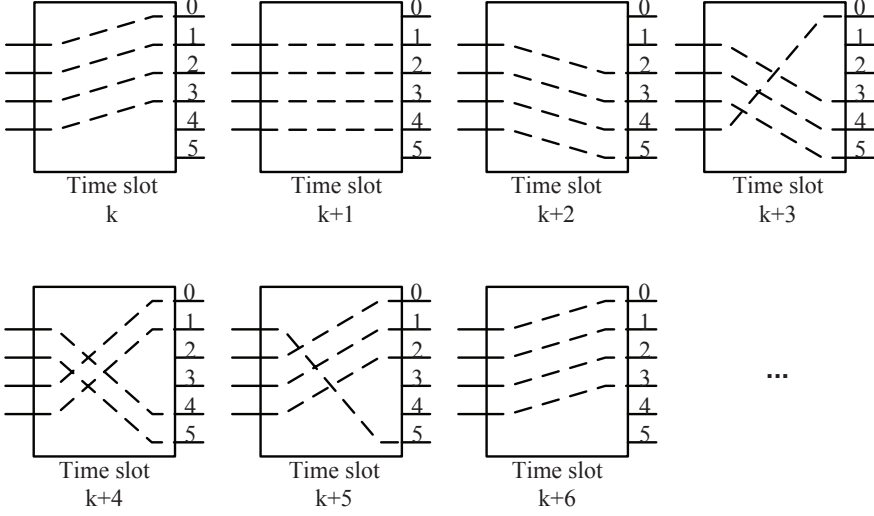 0 0 0 0
1 1 1 1
2 2 2 2
3 3 3 3
4 4 4 4
5 5 5 5
Time slot Time slot Time slot Time slot
k k+1 k+2 k+3
0 0 0
1 1 1
2 2 2
3 3 3
...
4 4 4
5 5 5
Time slot Time slot Time slot
k+4 k+5 k+6